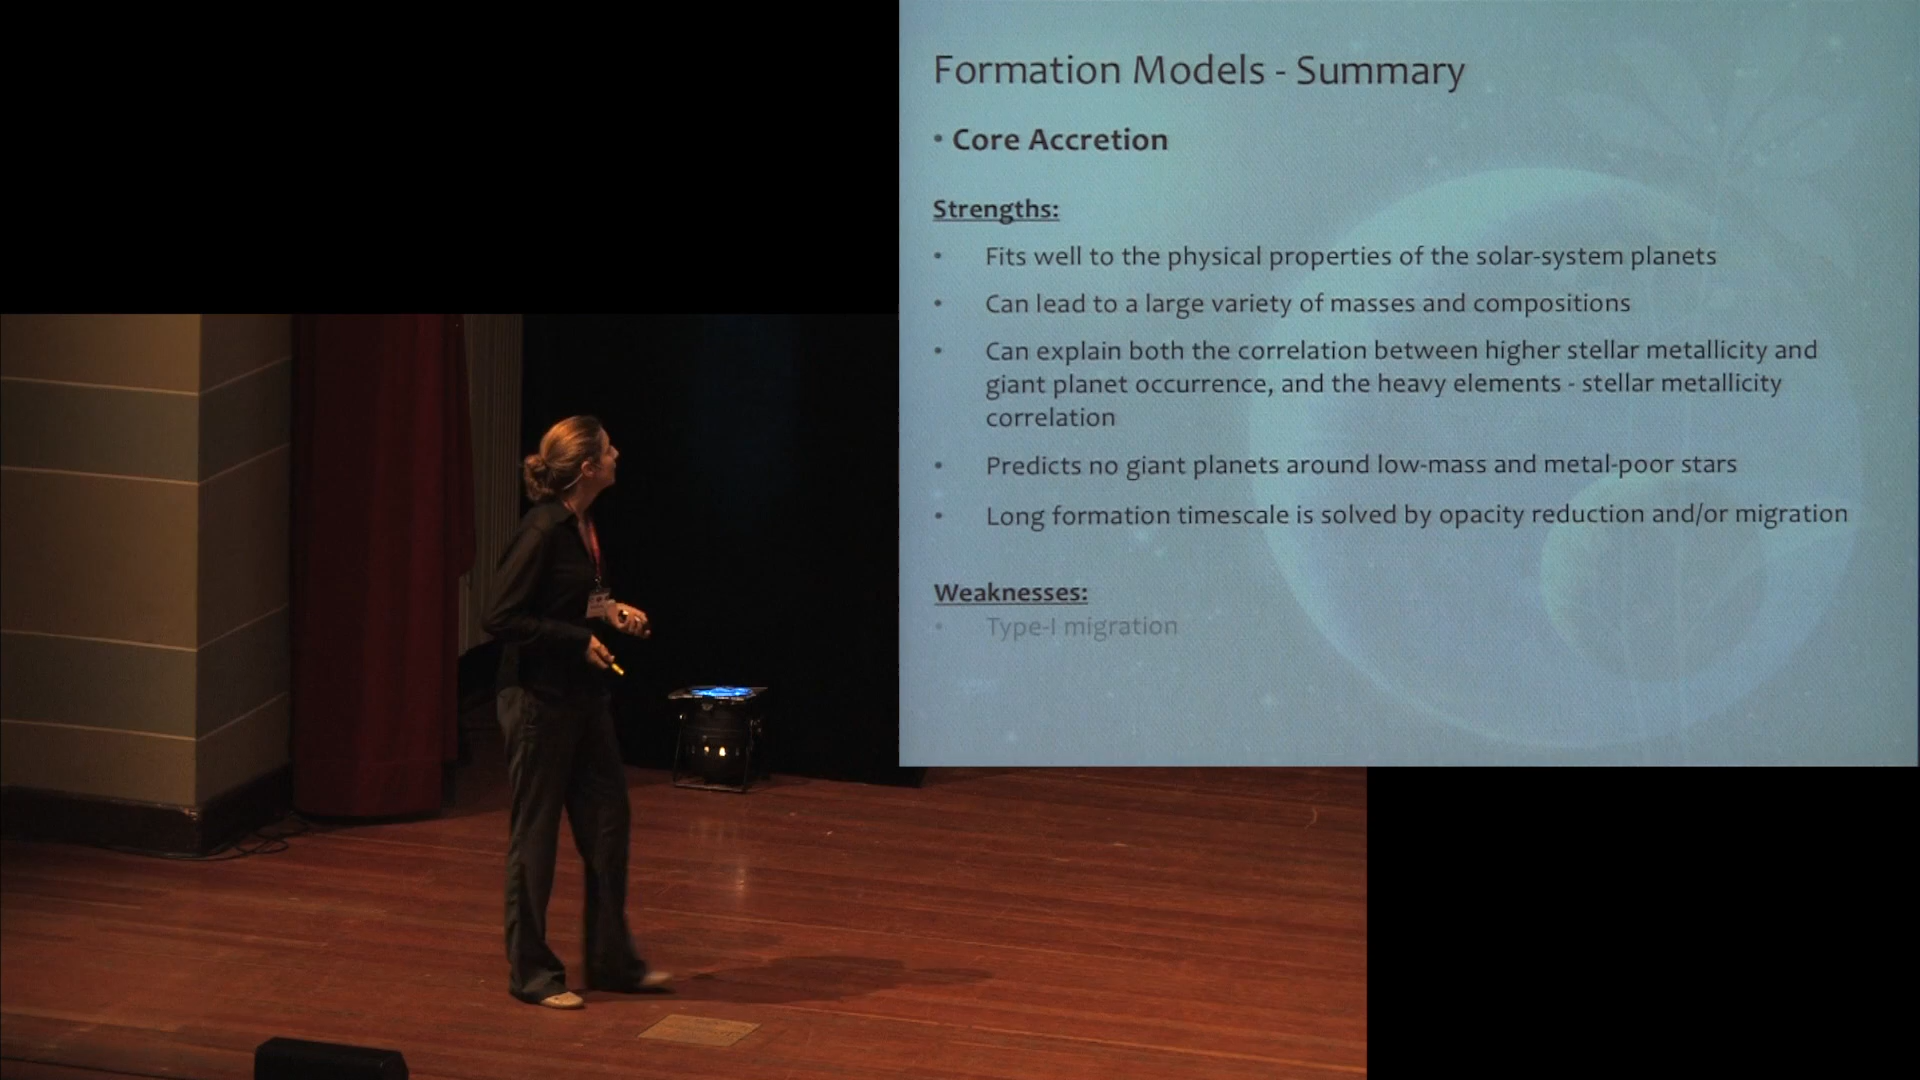 Formation Models - Summary
• Core Accretion
Strengths:
• Fits well to the physical properties of the solar-system planets
• Can lead to a large variety of masses and compositions
• Can explain both the correlation between higher stellar metallicity and
giant planet occurrence, and the heavy elements - stellar metallicity
correlation
• Predicts no giant planets around low-mass and metal-poor stars
• Long formation timescale is solved by opacity reduction and/or migration
Weaknesses:
• Type-I migration